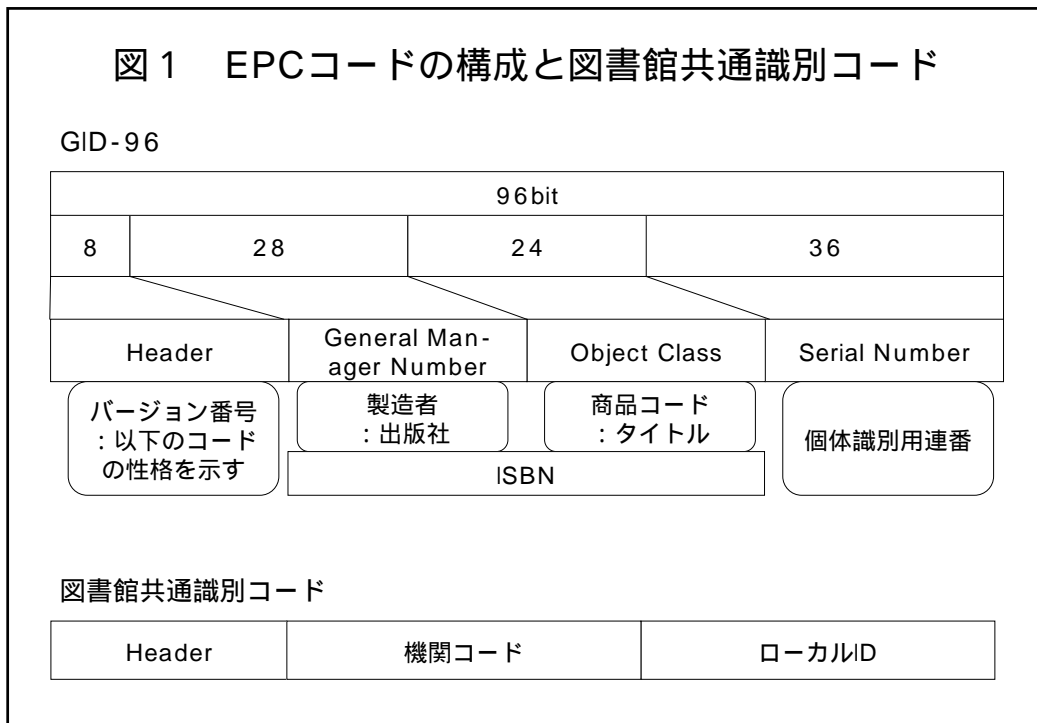 図1 EPCコードの構成と図書館共通識別コード
GID-96
96bit
8 28 24 36
Header
General Man-
ager Number
Object Class
Serial Number
バージョン番号
:以下のコード
の性格を示す
製造者
:出版社
商品コード
:タイトル
個体識別用連番
ISBN
図書館共通識別コード
Header 機関コード ローカルID